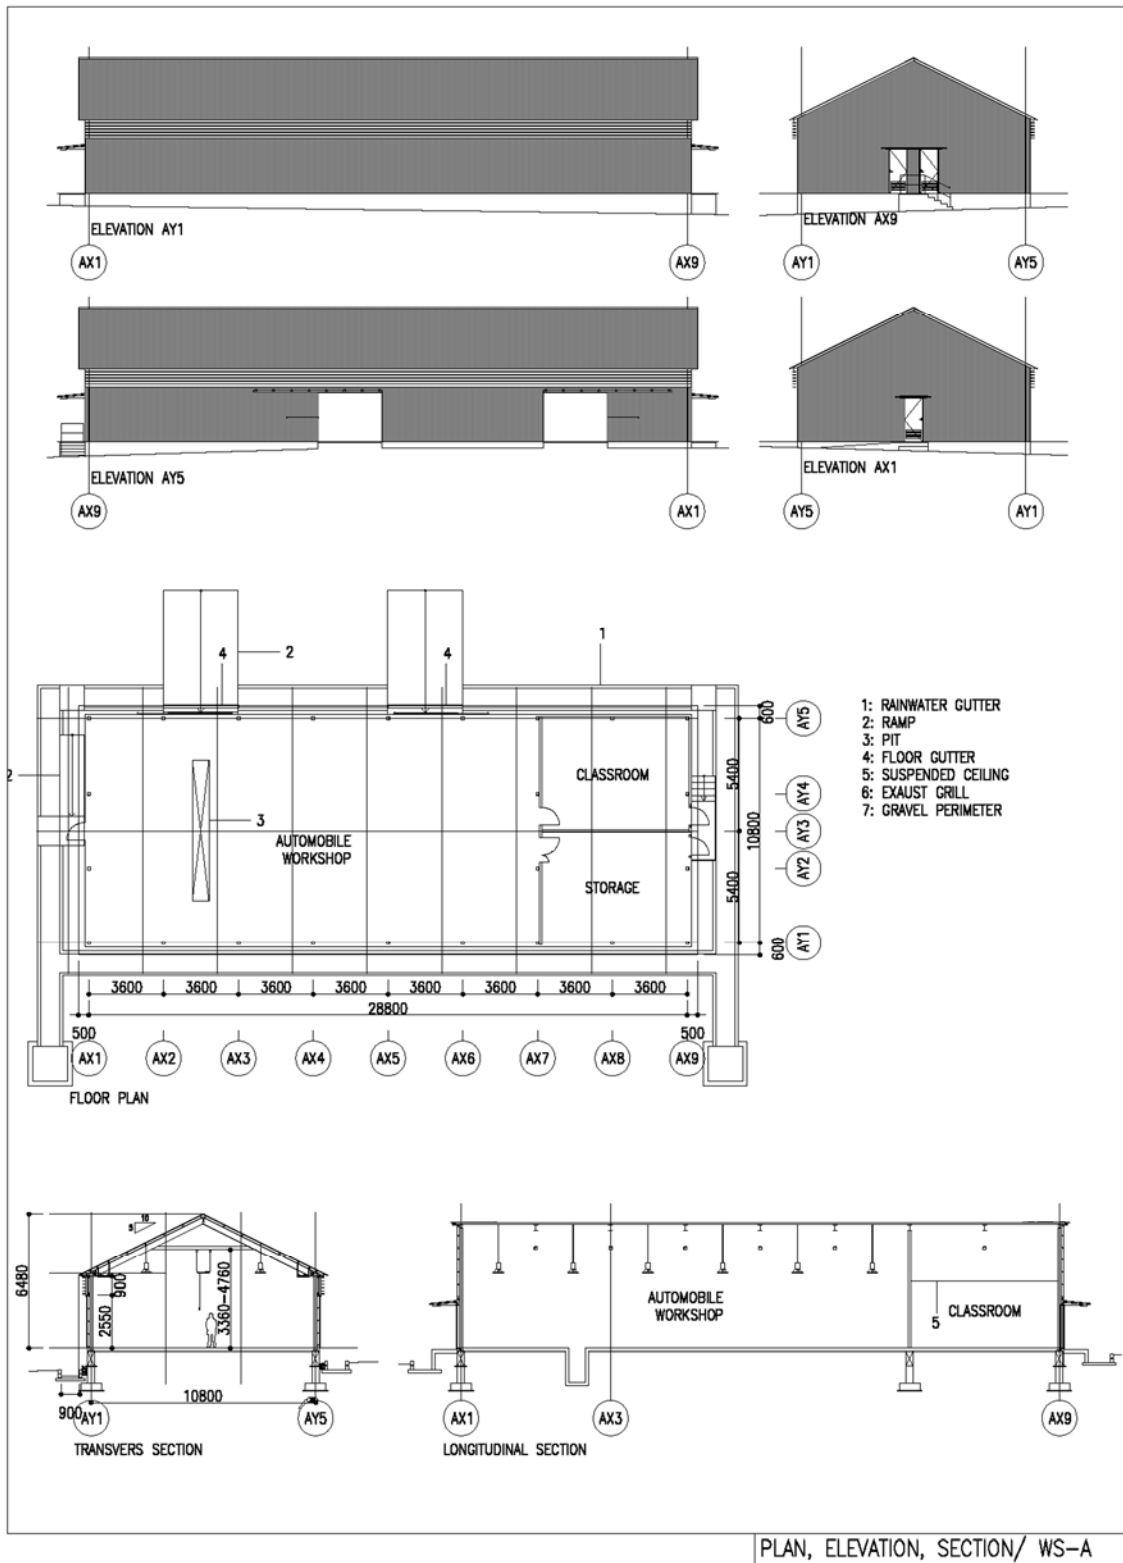 ELEVATION AY1
AX1
AX9
ELEVATION AX9
AY1
AY5
ELEVATION AY5
AX9
AX1
ELEVATION AX1
AY5
AY1
1
4
2
4
2
3
CLASSROOM
AUTOMOBILE
WORKSHOP
STORAGE
600
5400
10800
5400
600
AY5
AY4
AY3
AY2
AY1
1: RAINWATER GUTTER
2: RAMP
3: PIT
4: FLOOR GUTTER
5: SUSPENDED CEILING
6: EXAUST GRILL
7: GRAVEL PERIMETER
3600 3600 3600 3600 3600 3600 3600 3600
28800
500
500
AX1 AX2 AX3 AX4 AX5 AX6 AX7 AX8 AX9
FLOOR PLAN
10
5
6480
900
2550
3360-4760
10800
900
AY1
AY5
TRANSVERS SECTION
AUTOMOBILE
WORKSHOP
5
CLASSROOM
AX1
AX3
AX9
LONGITUDINAL SECTION
PLAN, ELEVATION, SECTION/ WS-A